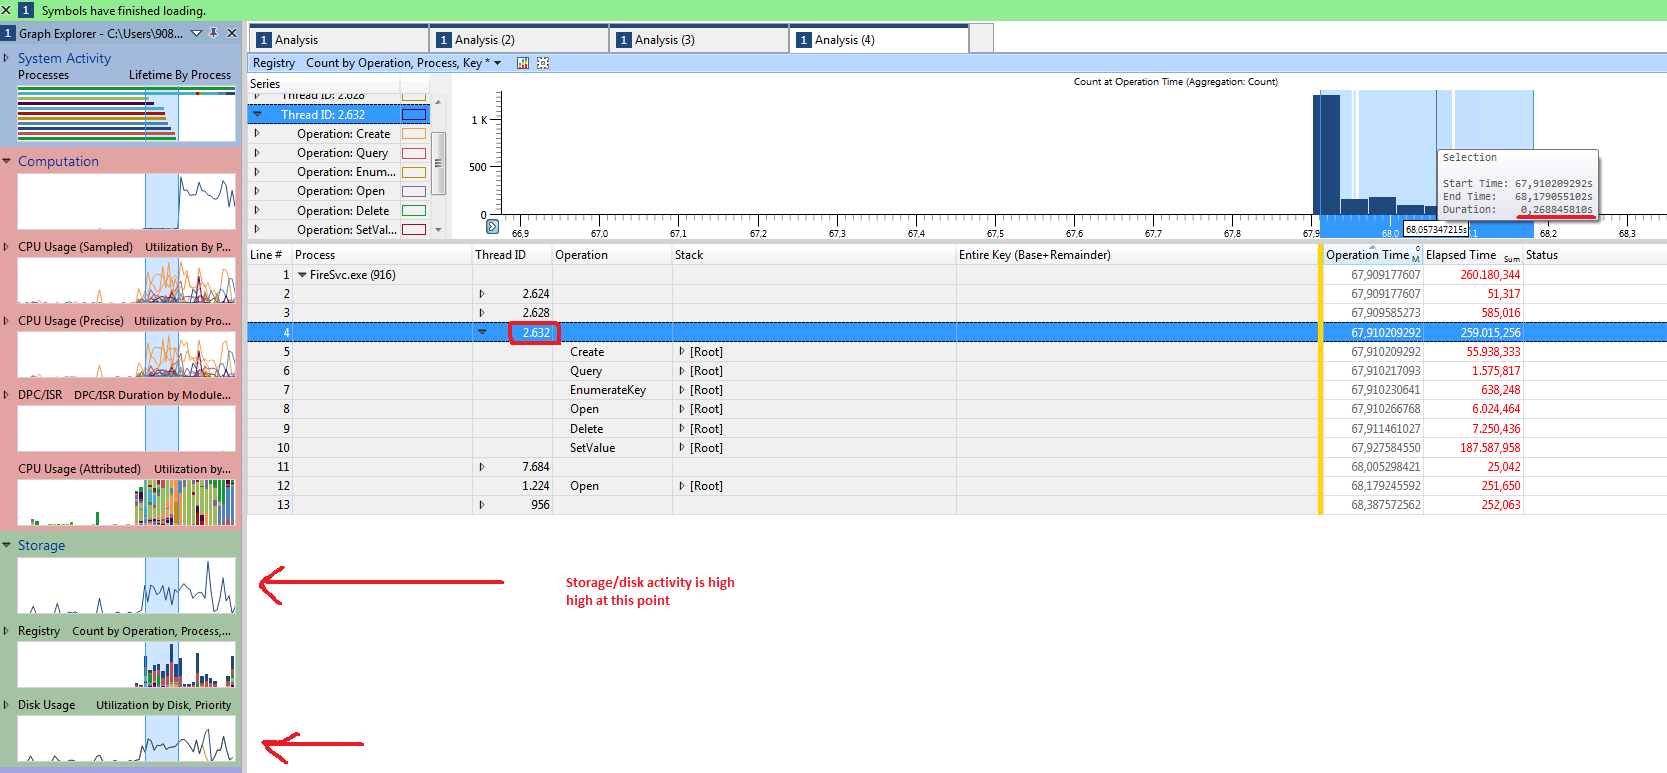 1 Symbols have finished loading.
1 Graph Explorer - C:\Users\908...
System Activity
Processes Lifetime By Process
Computation
CPU Usage (Sampled) Utilization By P...
CPU Usage (Precise) Utilization by Pro...
DPC/ISR DPC/ISR Duration by Module...
CPU Usage (Attributed) Utilization by...
Storage
Registry Count by Operation, Process,...
Disk Usage Utilization by Disk, Priority
1 Analysis 1 Analysis (2) 1 Analysis (3) 1 Analysis (4)
Registry Count by Operation, Process, Key *
Series
Thread ID: 2.628
Thread ID: 2.632
Operation: Create
Operation: Query
Operation: Enum...
Operation: Open
Operation: Delete
Operation: SetVal...
Count at Operation Time (Aggregation: Count)
1 K
500
0
66,9 67,0 67,1 67,2 67,3 67,4 67,5 67,6 67,7 67,8 67,9 68,0 68,2 68,3
Selection
Start Time: 67,910209292s
End Time: 68,179055102s
Duration: 0,268845810s
68,057347215s
Line # Process Thread ID Operation Stack Entire Key (Base+Remainder) Operation Time Elapsed Time Sum Status
1 FireSvc.exe (916) 67,909177607 260.180,344
2 2.624 67,909177607 51,317
3 2.628 67,909585273 585,016
4 2.632 67,910209292 259.015,256
5 Create [Root] 67,910209292 55.938,333
6 Query [Root] 67,910217093 1.575,817
7 EnumerateKey [Root] 67,910230641 638,248
8 Open [Root] 67,910266768 6.024,464
9 Delete [Root] 67,911461027 7.250,436
10 SetValue [Root] 67,927584550 187.587,958
11 7.684 68,005298421 25,042
12 1.224 Open [Root] 68,179245592 251,650
13 956 68,387572562 252,063
Storage/disk activity is high
high at this point